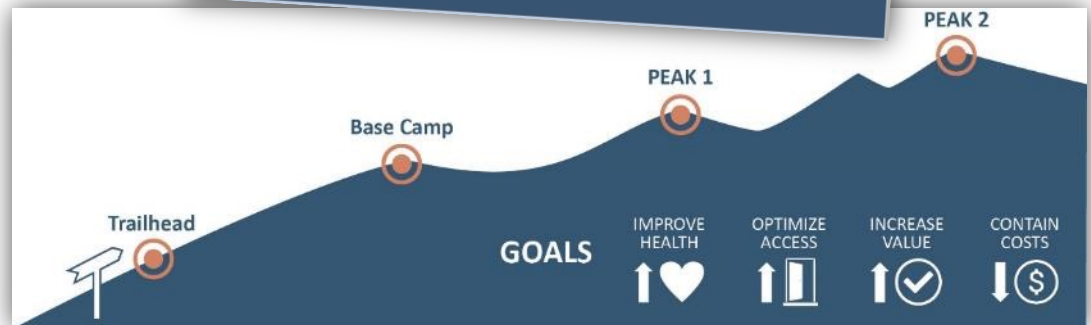 PEAK 2
PEAK 1
Base Camp
Trailhead
GOALS
IMPROVE
HEALTH
OPTIMIZE
ACCESS
INCREASE
VALUE
CONTAIN
COSTS
$